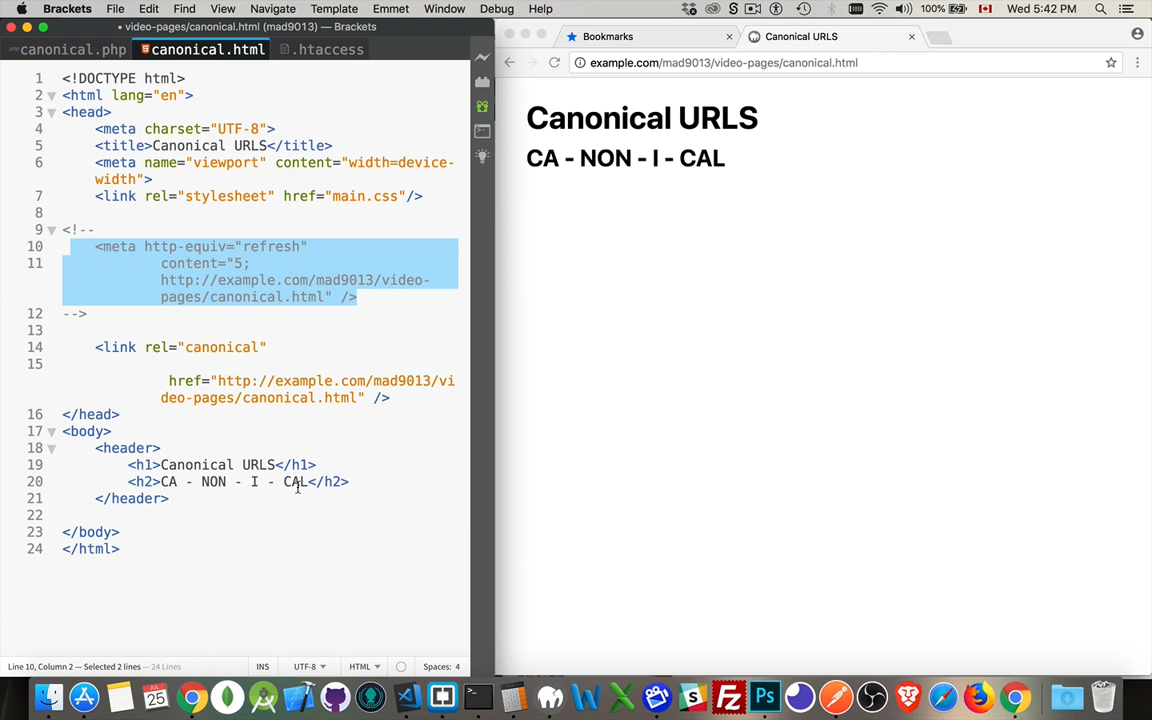 Brackets File Edit Find View Navigate Template Emmet Window Debug Help 100% Wed 5:42 PM
• video-pages/canonical.html (mad9013) — Brackets
canonical.php canonical.html .htaccess
1 <!DOCTYPE html>
2 <html lang="en">
3 <head>
4 <meta charset="UTF-8">
5 <title>Canonical URLS</title>
6 <meta name="viewport" content="width=device-
width">
7 <link rel="stylesheet" href="main.css"/>
8
9 <!--
10 <meta http-equiv="refresh"
11 content="5;
http://example.com/mad9013/video-
pages/canonical.html" />
12 -->
13
14 <link rel="canonical"
15
href="http://example.com/mad9013/vi
deo-pages/canonical.html" />
16 </head>
17 <body>
18 <header>
19 <h1>Canonical URLS</h1>
20 <h2>CA - NON - I - CAL</h2>
21 </header>
22
23 </body>
24 </html>
Line 10, Column 2 — Selected 2 lines — 24 Lines INS UTF-8 HTML Spaces: 4
Bookmarks Canonical URLS
example.com/mad9013/video-pages/canonical.html
Canonical URLS
CA - NON - I - CAL